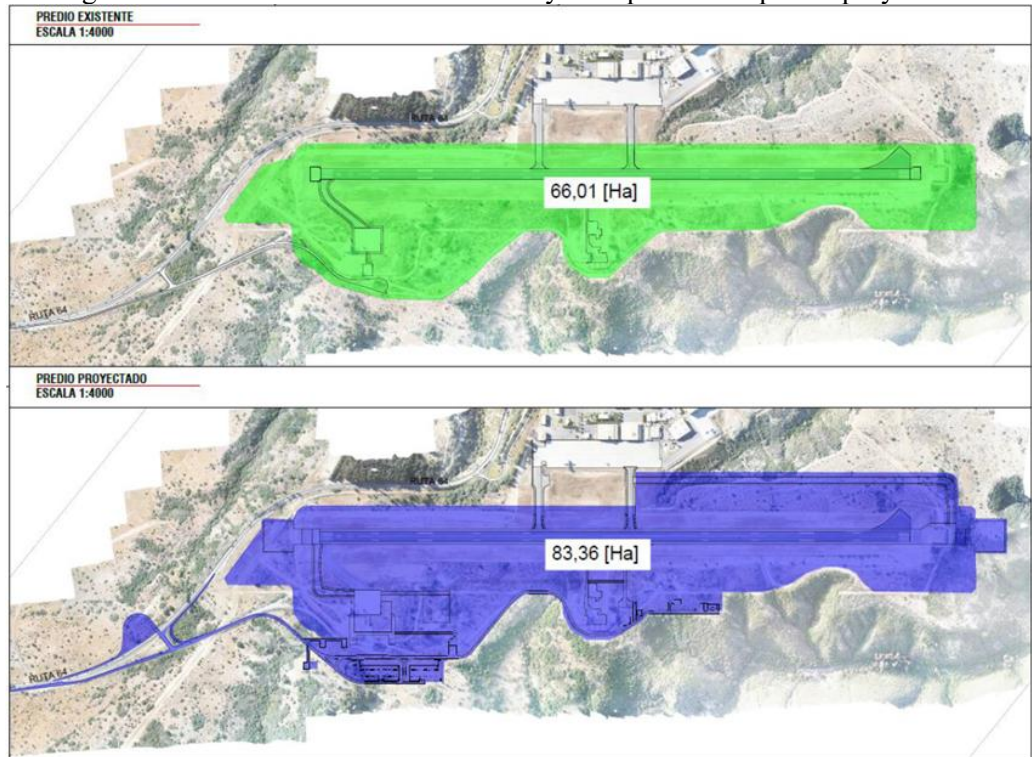 PREDIO EXISTENTE
ESCALA 1:4000
RUTA 64
66,01 [Ha]
RUTA 64
PREDIO PROYECTADO
ESCALA 1:4000
RUTA 64
83,36 [Ha]
RUTA 64